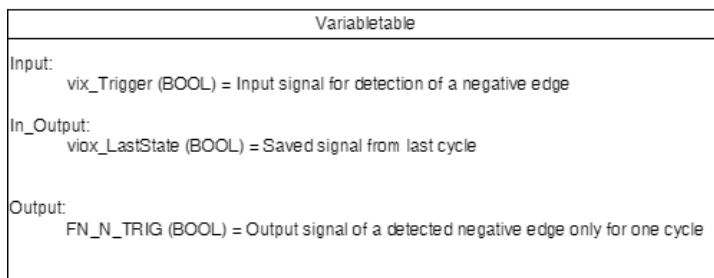 Variabletable
Input:
vix_Trigger (BOOL) = Input signal for detection of a negative edge
In_Output:
viox_LastState (BOOL) = Saved signal from last cycle
Output:
FN_N_TRIG (BOOL) = Output signal of a detected negative edge only for one cycle